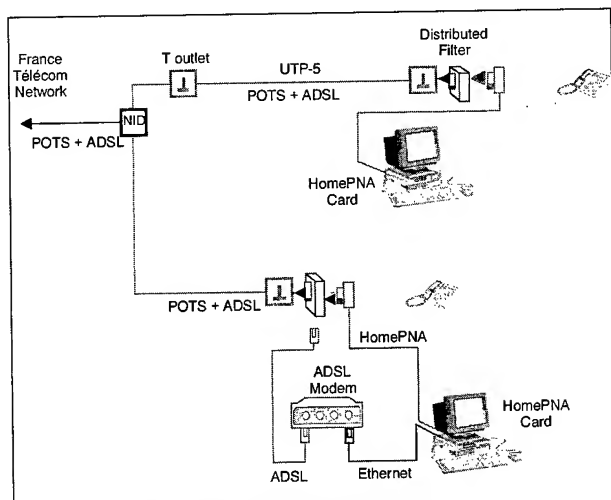 France
Télécom
Network
T outlet
UTP-5
POTS + ADSL
Distributed
Filter
NID
POTS + ADSL
HomePNA
Card
POTS + ADSL
HomePNA
ADSL
Modem
HomePNA
Card
ADSL
Ethernet